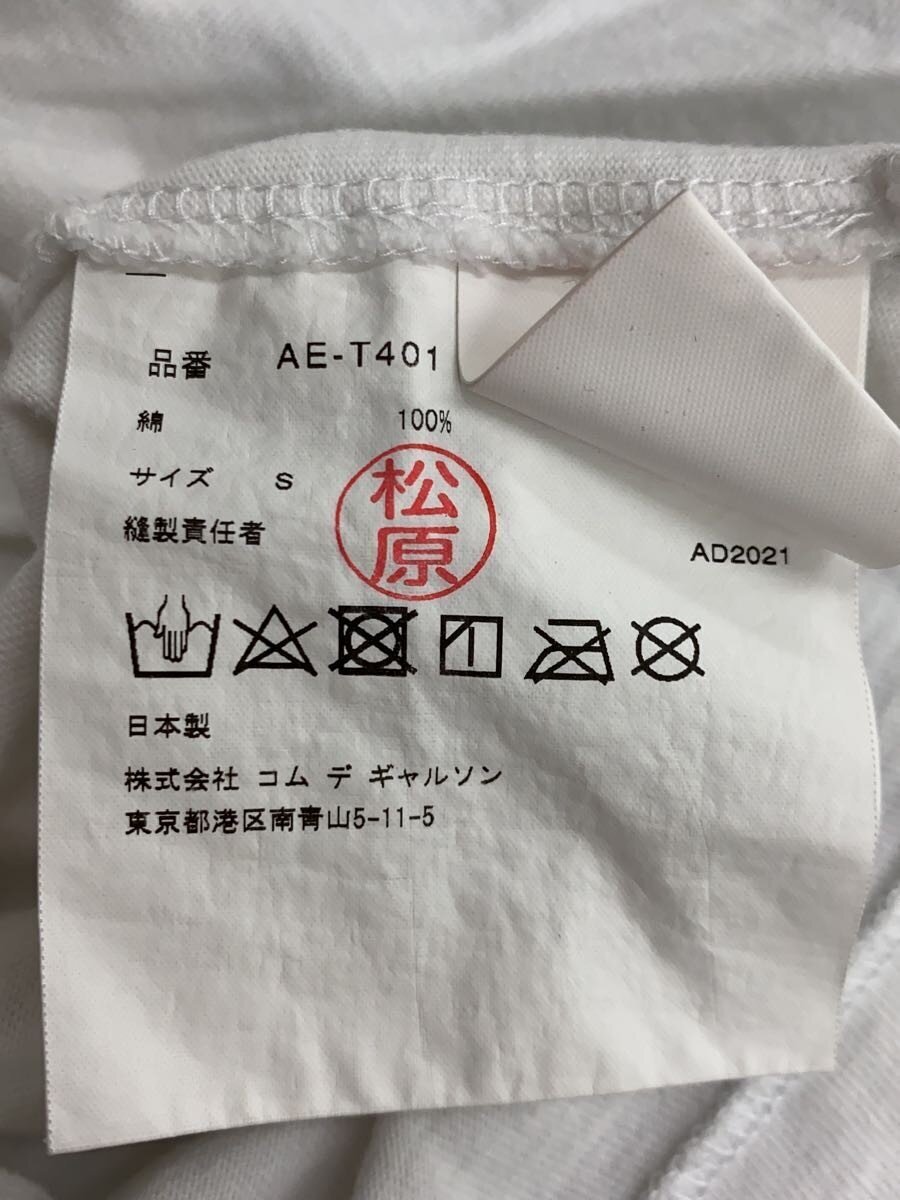 品番 AE-T401
綿 100%
サイズ S
縫製責任者 松原
AD2021
日本製
株式会社 コム デ ギャルソン
東京都港区南青山5-11-5